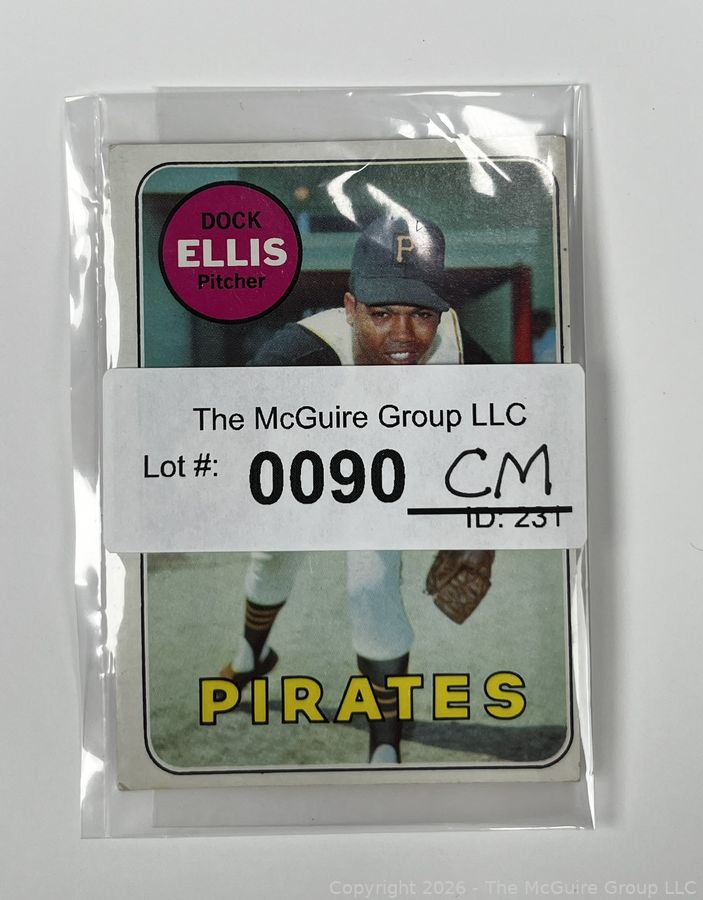 DOCK
ELLIS
Pitcher
P
The McGuire Group LLC
Lot #: 0090 CM
ID: 231
PIRATES
Copyright 2026 - The McGuire Group LLC